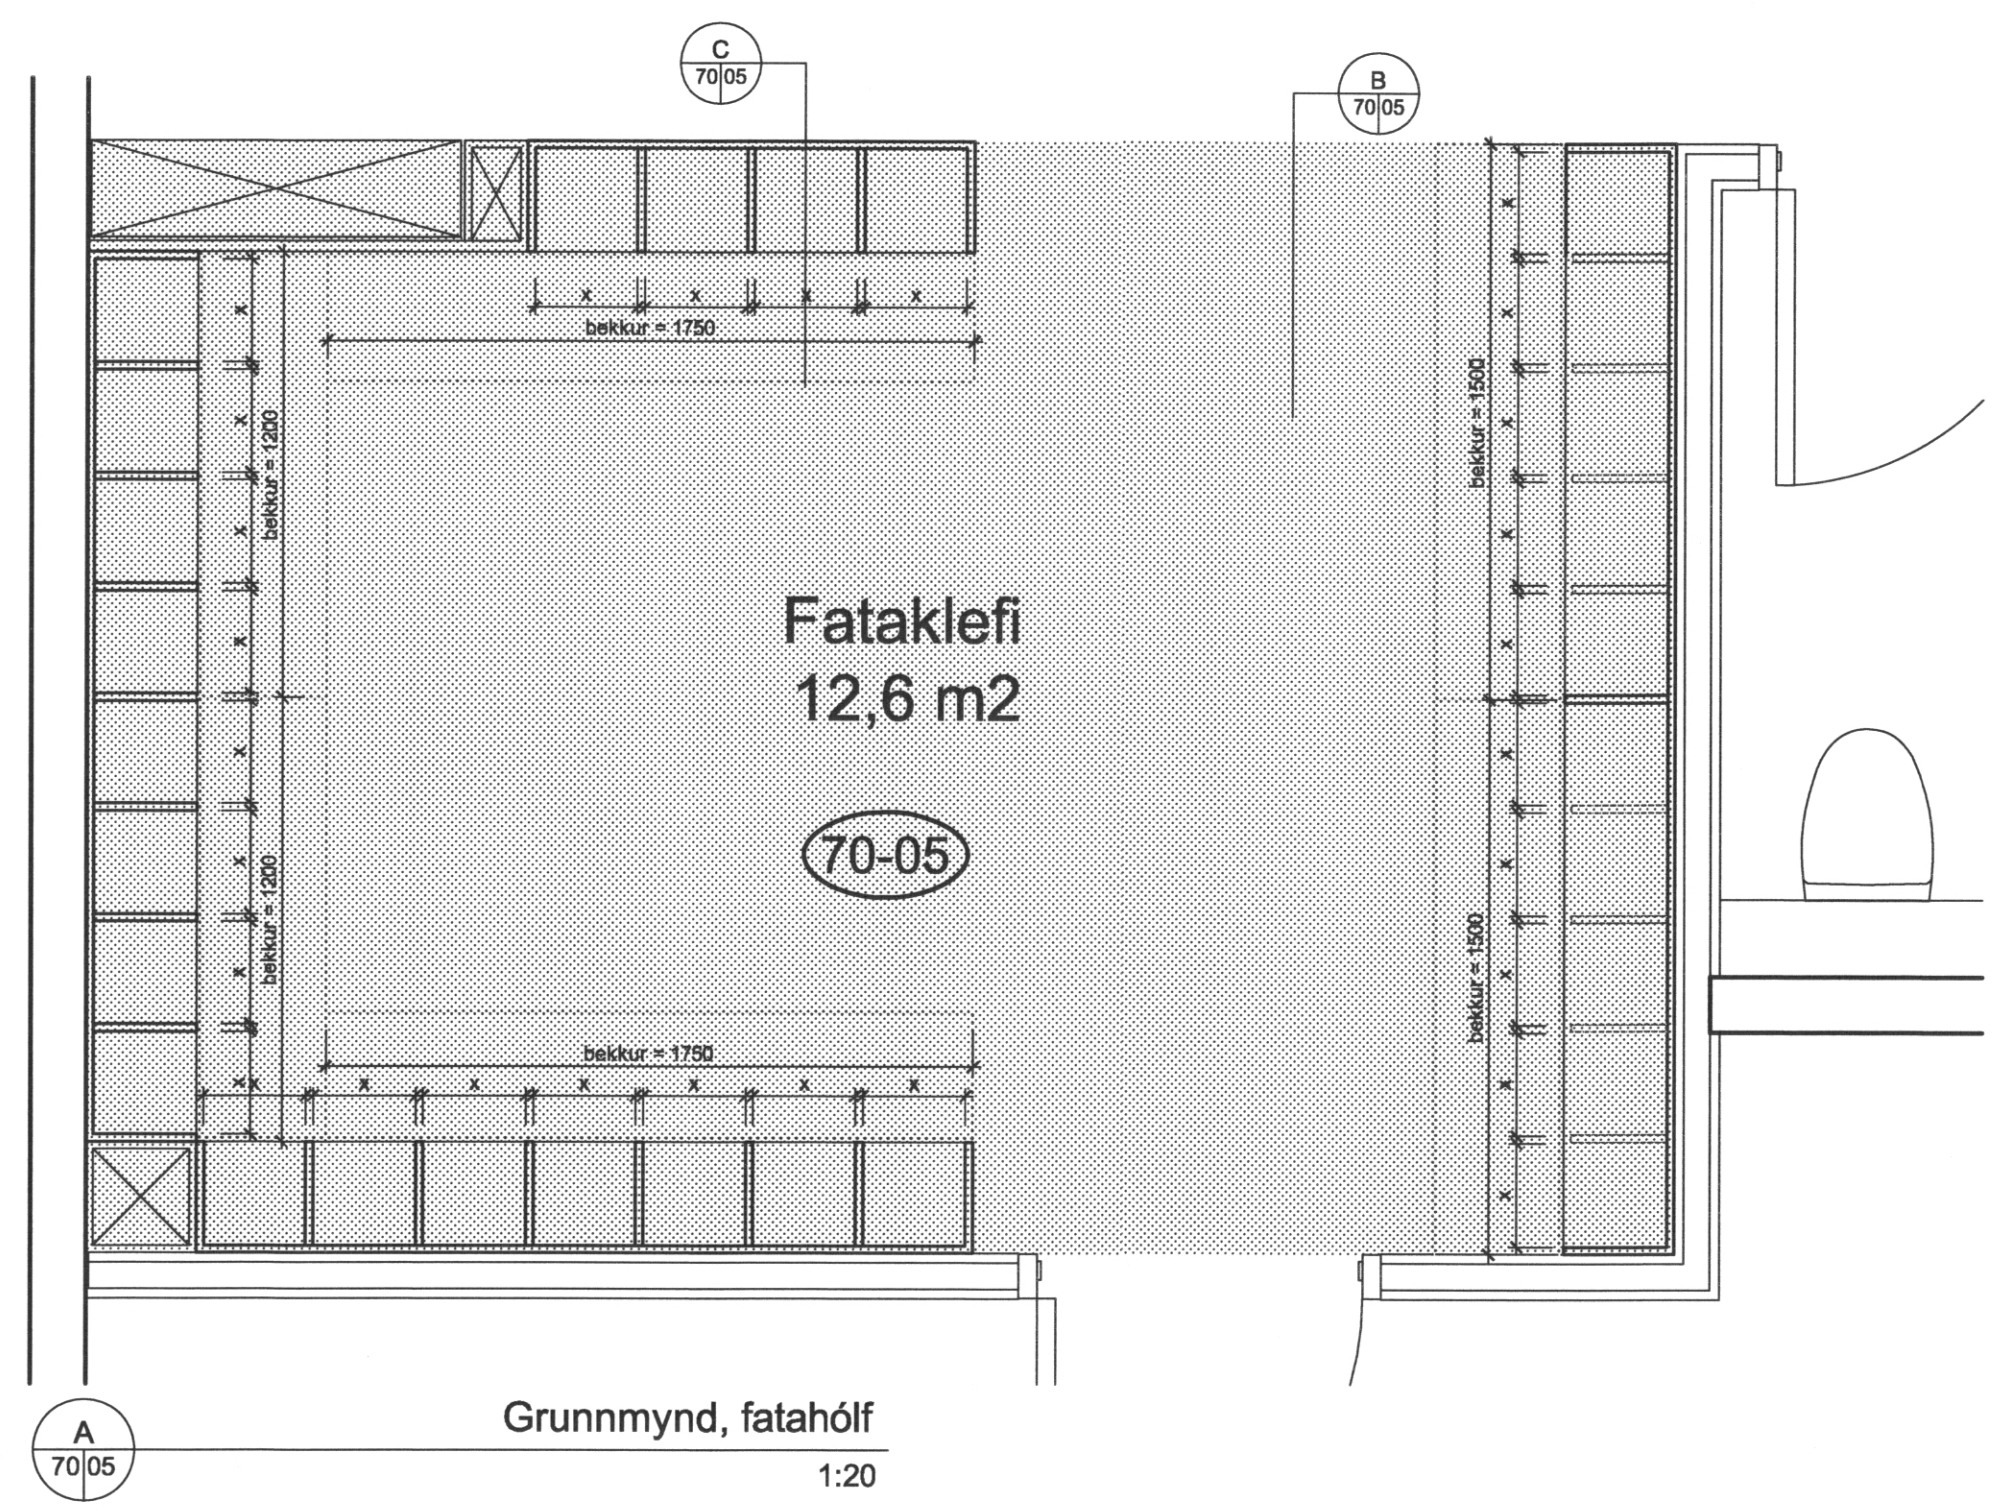 C
70 05
B
70 05
x x x x
bekkur = 1750
x
x
x
x
x
x
x
x
bekkur = 1200
bekkur = 1200
x
x
x
x
x
x
x
x
x
x
bekkur = 1500
bekkur = 1500
Fataklefi
12,6 m2
70-05
bekkur = 1750
x x x x x x x
Grunnmynd, fatahólf
A
70 05
1:20